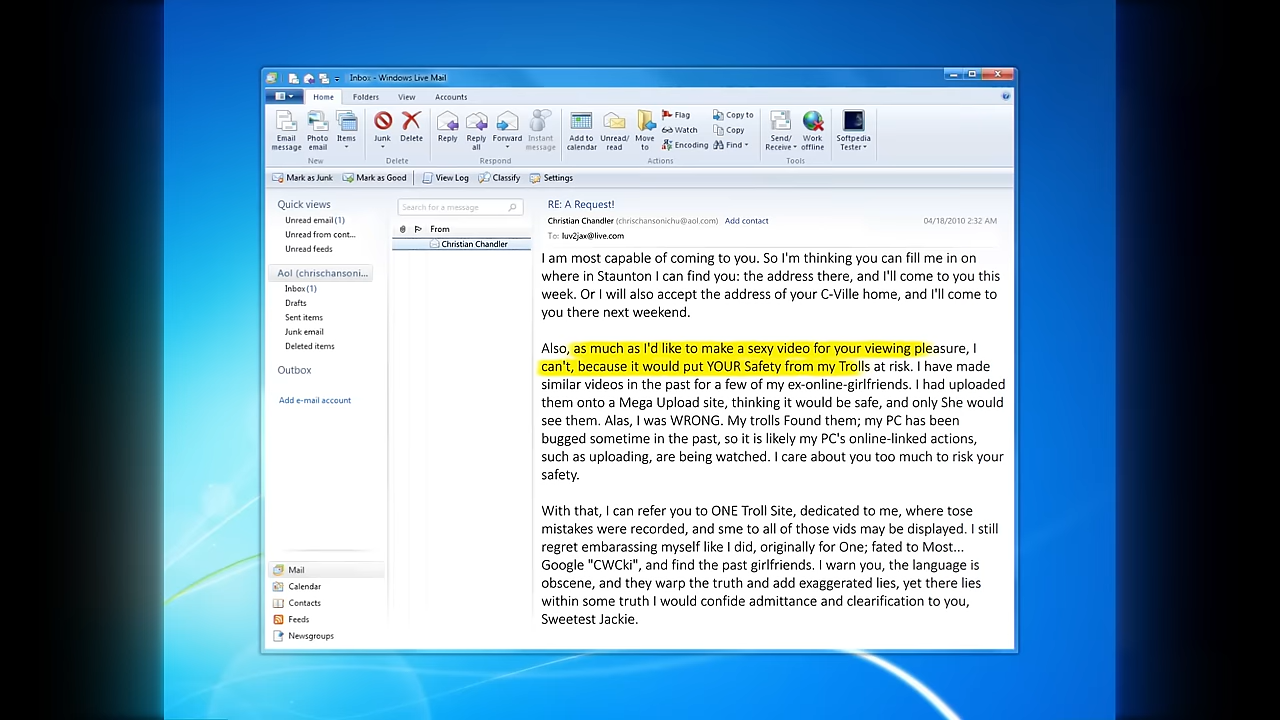 Inbox - Windows Live Mail
Home Folders View Accounts
Email message
Photo email
Items
New
Junk
Delete
Delete
Reply
Reply all
Forward
Instant message
Respond
Add to calendar
Unread/ read
Move to
Flag
Watch
Encoding
Copy to
Copy
Find
Actions
Send/ Receive
Work offline
Tools
Softpedia Tester
Mark as Junk Mark as Good View Log Classify Settings
Quick views
Unread email (1)
Unread from cont...
Unread feeds
Aol (chrischansoni...
Inbox (1)
Drafts
Sent items
Junk email
Deleted items
Outbox
Add e-mail account
Mail
Calendar
Contacts
Feeds
Newsgroups
Search for a message
From
Christian Chandler
RE: A Request!
Christian Chandler (chrischansonichu@aol.com) Add contact 04/18/2010 2:32 AM
To: luv2jax@live.com
I am most capable of coming to you. So I'm thinking you can fill me in on
where in Staunton I can find you: the address there, and I'll come to you this
week. Or I will also accept the address of your C-Ville home, and I'll come to
you there next weekend.
Also, as much as I'd like to make a sexy video for your viewing pleasure, I
can't, because it would put YOUR Safety from my Trolls at risk. I have made
similar videos in the past for a few of my ex-online-girlfriends. I had uploaded
them onto a Mega Upload site, thinking it would be safe, and only She would
see them. Alas, I was WRONG. My trolls Found them; my PC has been
bugged sometime in the past, so it is likely my PC's online-linked actions,
such as uploading, are being watched. I care about you too much to risk your
safety.
With that, I can refer you to ONE Troll Site, dedicated to me, where tose
mistakes were recorded, and sme to all of those vids may be displayed. I still
regret embarassing myself like I did, originally for One; fated to Most...
Google "CWCki", and find the past girlfriends. I warn you, the language is
obscene, and they warp the truth and add exaggerated lies, yet there lies
within some truth I would confide admittance and clearification to you,
Sweetest Jackie.